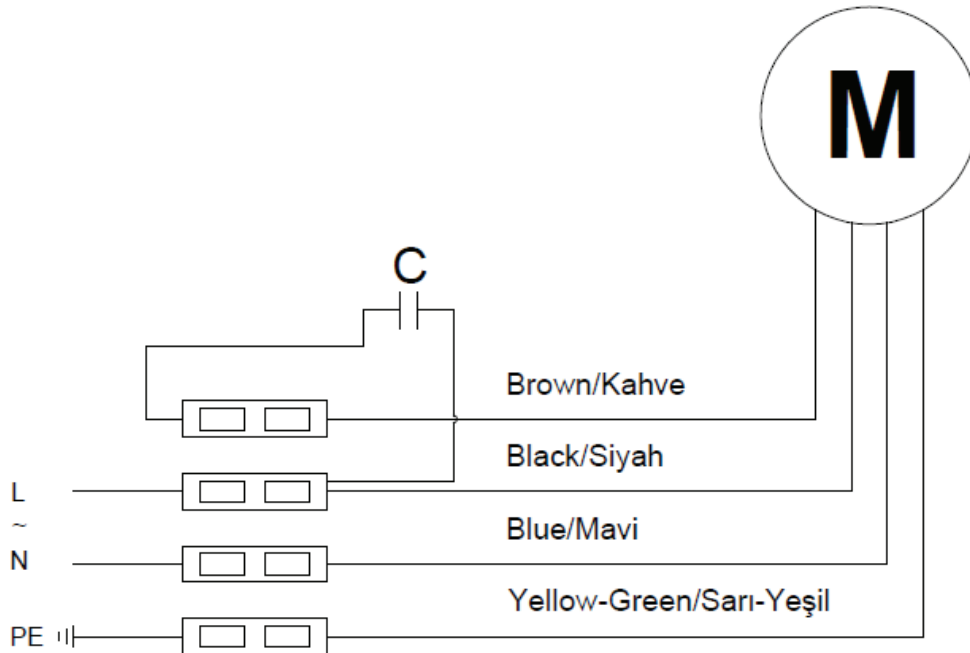 M
C
Brown/Kahve
Black/Siyah
L
~
Blue/Mavi
N
Yellow-Green/Sarı-Yeşil
PE